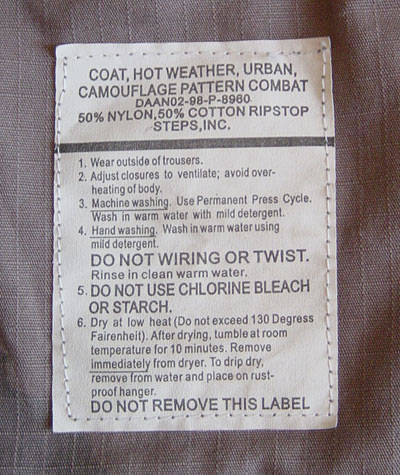 COAT, HOT WEATHER, URBAN,
CAMOUFLAGE PATTERN COMBAT
DAAN02-98-P-8960
50% NYLON,50% COTTON RIPSTOP
STEPS,INC.
1. Wear outside of trousers.
2. Adjust closures to ventilate; avoid over-
heating of body.
3. Machine washing. Use Permanent Press Cycle.
Wash in warm water with mild detergent.
4. Hand washing. Wash in warm water using
mild detergent.
DO NOT WIRING OR TWIST.
Rinse in clean warm water.
5. DO NOT USE CHLORINE BLEACH
OR STARCH.
6. Dry at low heat (Do not exceed 130 Degress
Fairenheit). After drying, tumble at room
temperature for 10 minutes. Remove
immediately from dryer. To drip dry,
remove from water and place on rust-
proof hanger.
DO NOT REMOVE THIS LABEL